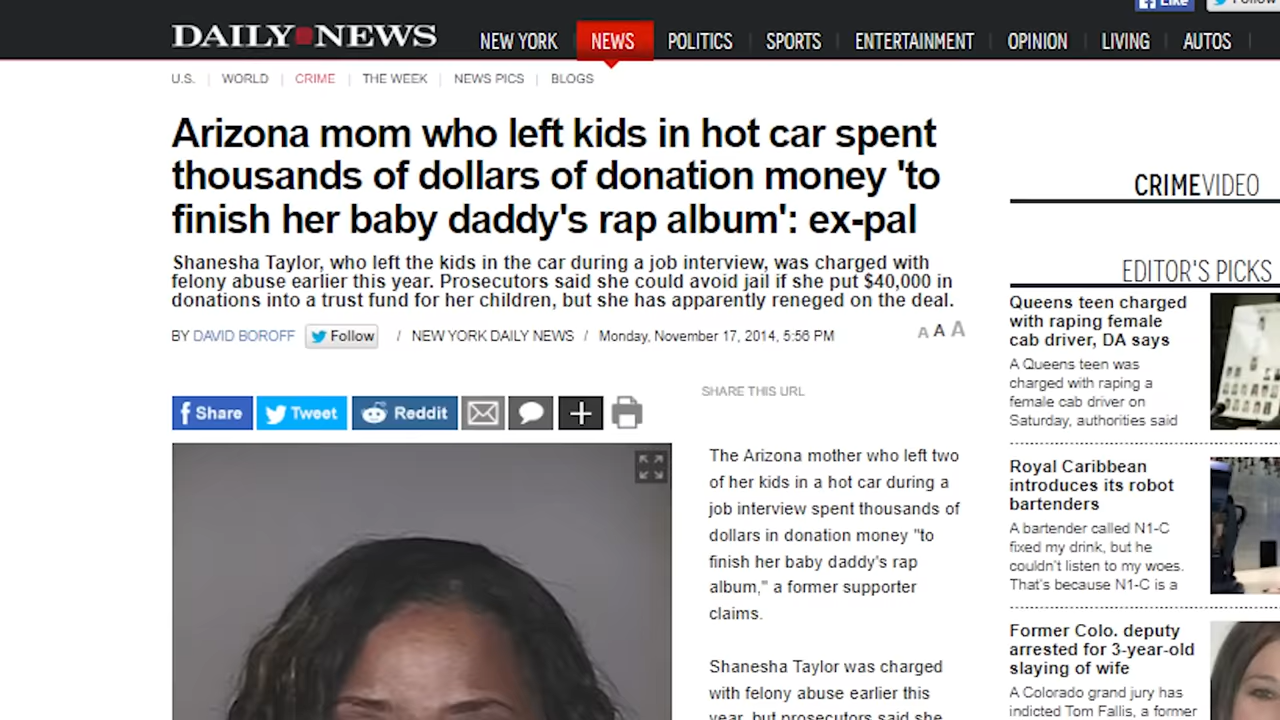 Like
Follow
DAILY NEWS
NEW YORK
NEWS
POLITICS
SPORTS
ENTERTAINMENT
OPINION
LIVING
AUTOS
U.S. | WORLD | CRIME | THE WEEK | NEWS PICS | BLOGS
Arizona mom who left kids in hot car spent
thousands of dollars of donation money 'to
finish her baby daddy's rap album': ex-pal
Shanesha Taylor, who left the kids in the car during a job interview, was charged with
felony abuse earlier this year. Prosecutors said she could avoid jail if she put $40,000 in
donations into a trust fund for her children, but she has apparently reneged on the deal.
BY DAVID BOROFF Follow / NEW YORK DAILY NEWS / Monday, November 17, 2014, 5:56 PM
A A A
SHARE THIS URL
Share
Tweet
Reddit
The Arizona mother who left two
of her kids in a hot car during a
job interview spent thousands of
dollars in donation money "to
finish her baby daddy's rap
album," a former supporter
claims.
Shanesha Taylor was charged
with felony abuse earlier this
year, but prosecutors said she
CRIMEVIDEO
EDITOR'S PICKS
Queens teen charged
with raping female
cab driver, DA says
A Queens teen was
charged with raping a
female cab driver on
Saturday, authorities said
Royal Caribbean
introduces its robot
bartenders
A bartender called N1-C
fixed my drink, but he
couldn't listen to my woes.
That's because N1-C is a
Former Colo. deputy
arrested for 3-year-old
slaying of wife
A Colorado grand jury has
indicted Tom Fallis, a former